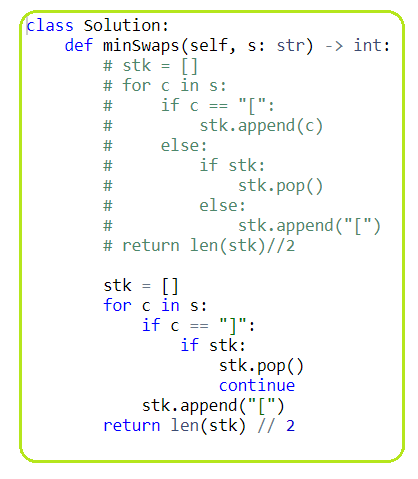 class Solution:
    def minSwaps(self, s: str) -> int:
        # stk = []
        # for c in s:
        #     if c == "[":
        #         stk.append(c)
        #     else:
        #         if stk:
        #             stk.pop()
        #         else:
        #             stk.append("[")
        # return len(stk)//2

        stk = []
        for c in s:
            if c == "]":
                if stk:
                    stk.pop()
                    continue
            stk.append("[")
        return len(stk) // 2